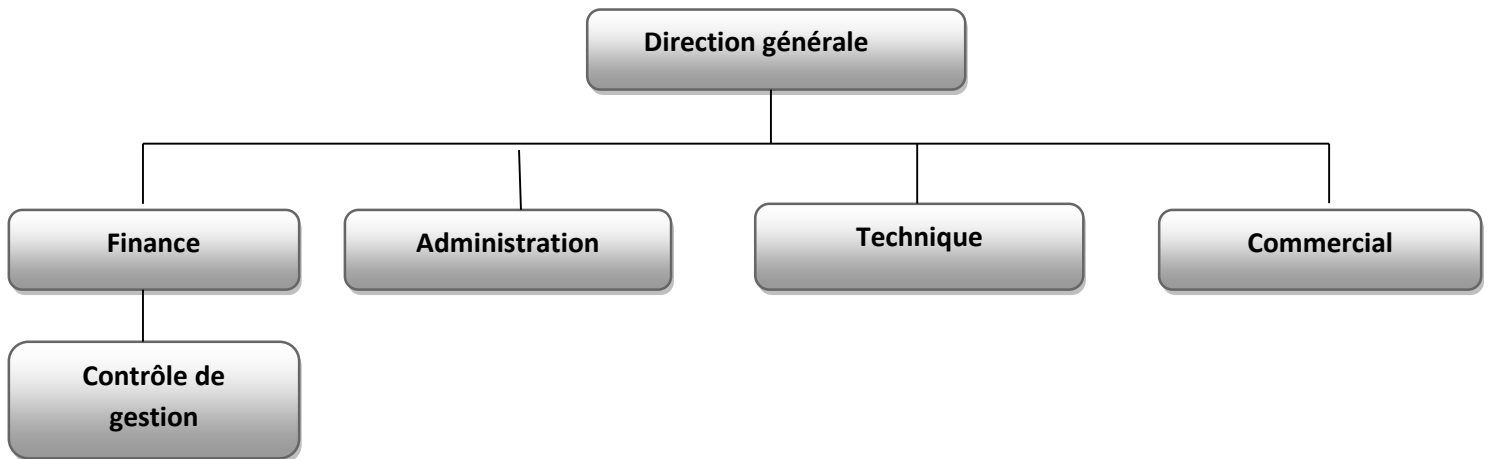 Direction générale
Finance
Administration
Technique
Commercial
Contrôle de
gestion